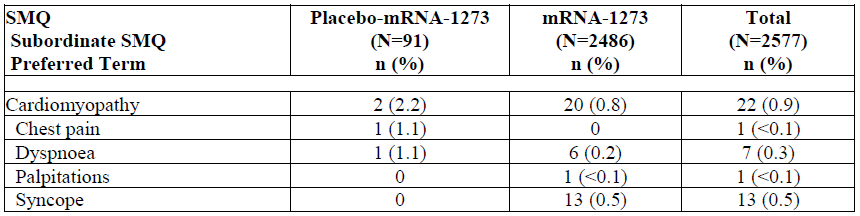 SMQ Placebo-mRNA-1273 mRNA-1273 Total
Subordinate SMQ (N=91) (N=2486) (N=2577)
Preferred Term n (%) n (%) n (%)
Cardiomyopathy 2 (2.2) 20 (0.8) 22 (0.9)
Chest pain 1 (1.1) 0 1 (<0.1)
Dyspnoea 1 (1.1) 6 (0.2) 7 (0.3)
Palpitations 0 1 (<0.1) 1 (<0.1)
Syncope 0 13 (0.5) 13 (0.5)